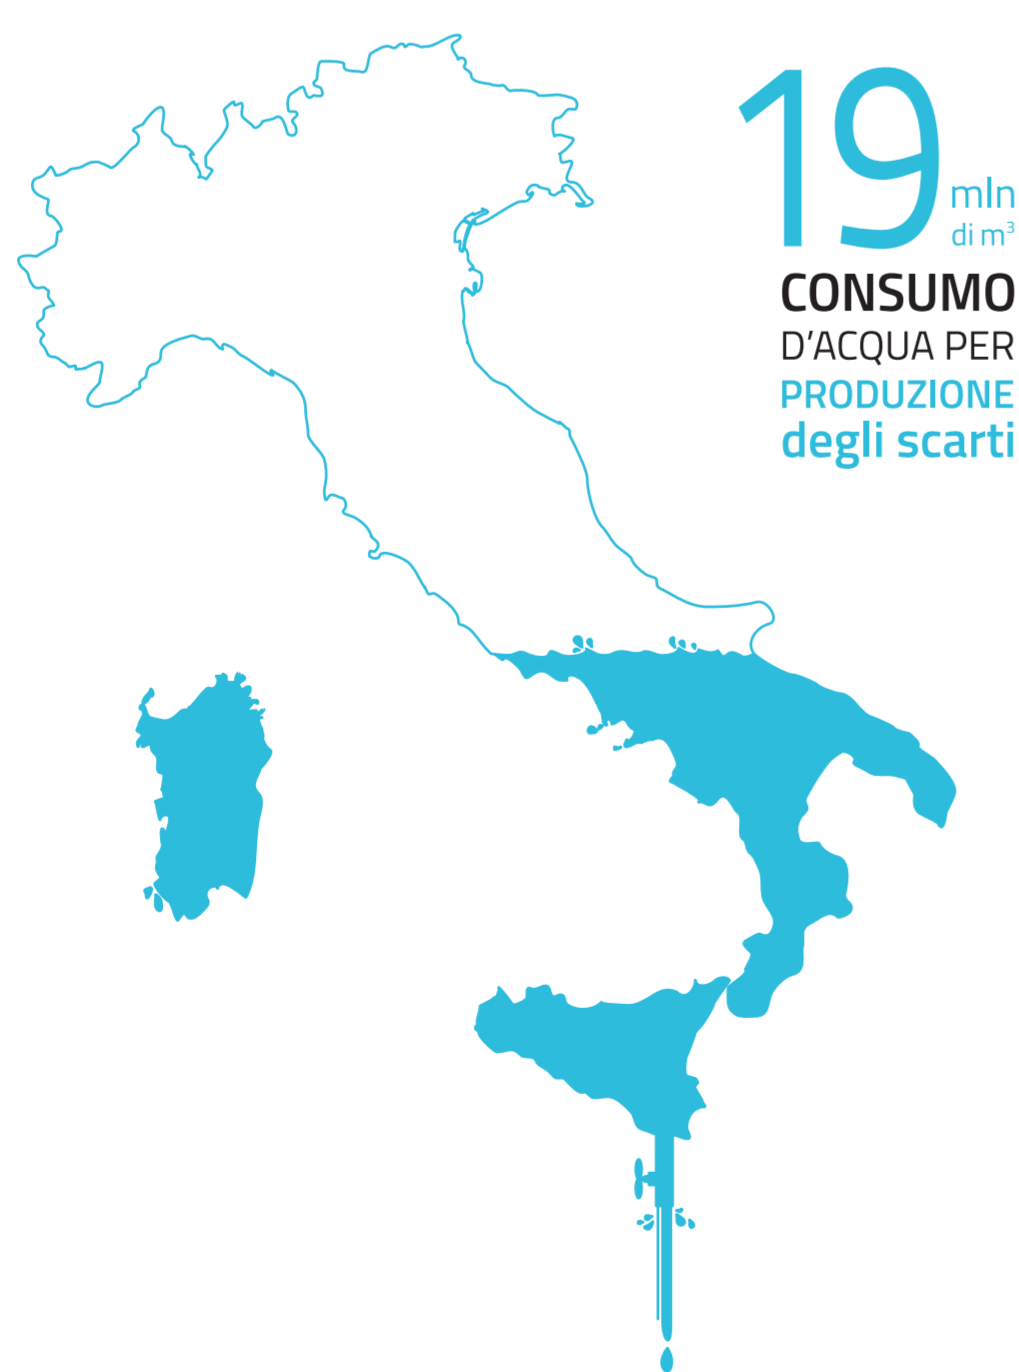 19 mln
di m³
CONSUMO
D'ACQUA PER
PRODUZIONE
degli scarti